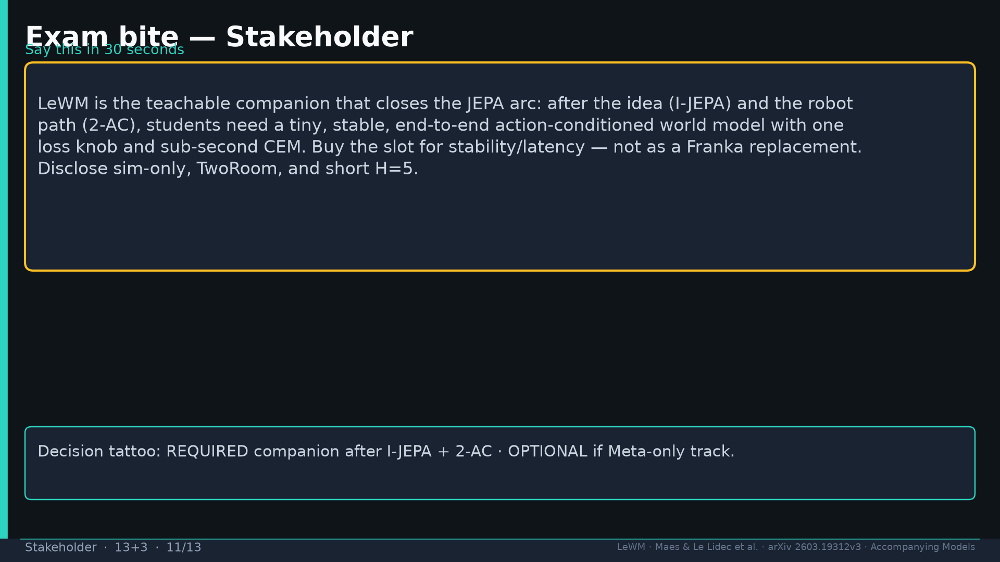 Exam bite — Stakeholder
Say this in 30 seconds
LeWM is the teachable companion that closes the JEPA arc: after the idea (I-JEPA) and the robot
path (2-AC), students need a tiny, stable, end-to-end action-conditioned world model with one
loss knob and sub-second CEM. Buy the slot for stability/latency — not as a Franka replacement.
Disclose sim-only, TwoRoom, and short H=5.
Decision tattoo: REQUIRED companion after I-JEPA + 2-AC · OPTIONAL if Meta-only track.
Stakeholder · 13+3 · 11/13
LeWM · Maes & Le Lidec et al. · arXiv 2603.19312v3 · Accompanying Models